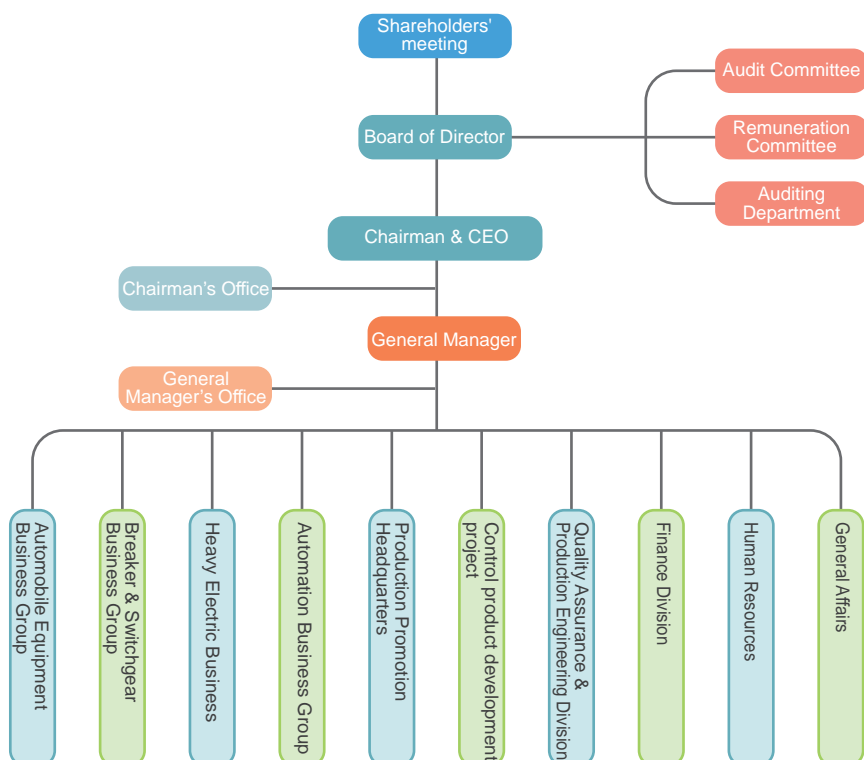 Shareholders'
meeting
Audit Committee
Board of Director
Remuneration
Committee
Auditing
Department
Chairman & CEO
Chairman's Office
General Manager
General
Manager's Office
Automobile Equipment
Business Group
Breaker & Switchgear
Business Group
Heavy Electric Business
Automation Business Group
Production Promotion
Headquarters
Control product development
project
Quality Assurance &
Production Engineering Division
Finance Division
Human Resources
General Affairs